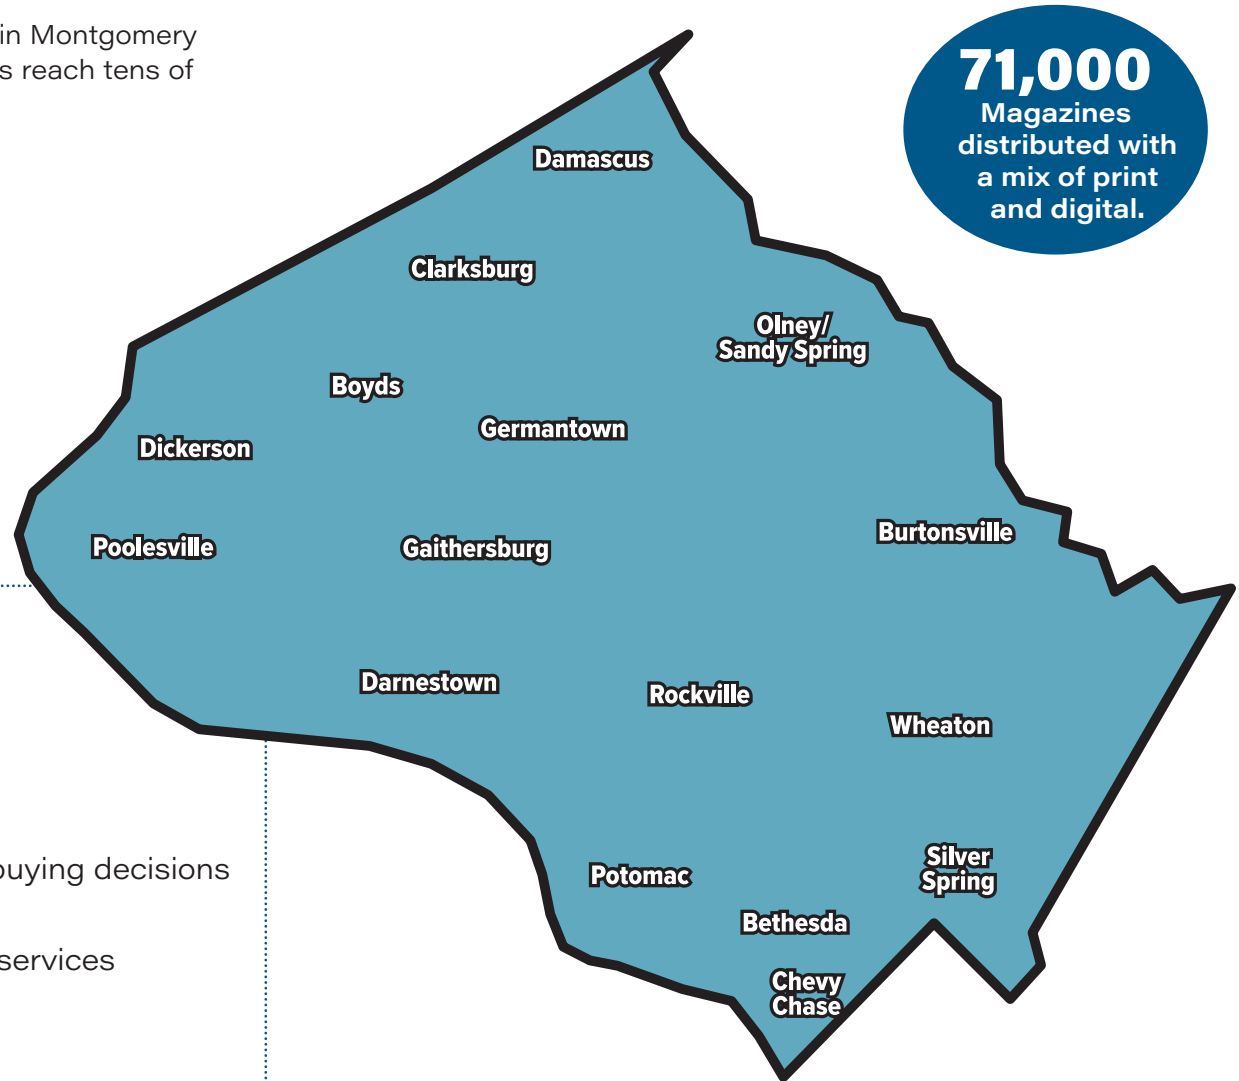 in Montgomery
s reach tens of
71,000
Magazines
distributed with
a mix of print
and digital.
Damascus
Clarksburg
Olney/
Sandy Spring
Boyds
Germantown
Dickerson
Burtonsville
Poolesville
Gaithersburg
Darnestown
Rockville
Wheaton
Silver
Spring
Potomac
Bethesda
Chevy
Chase
buying decisions
services